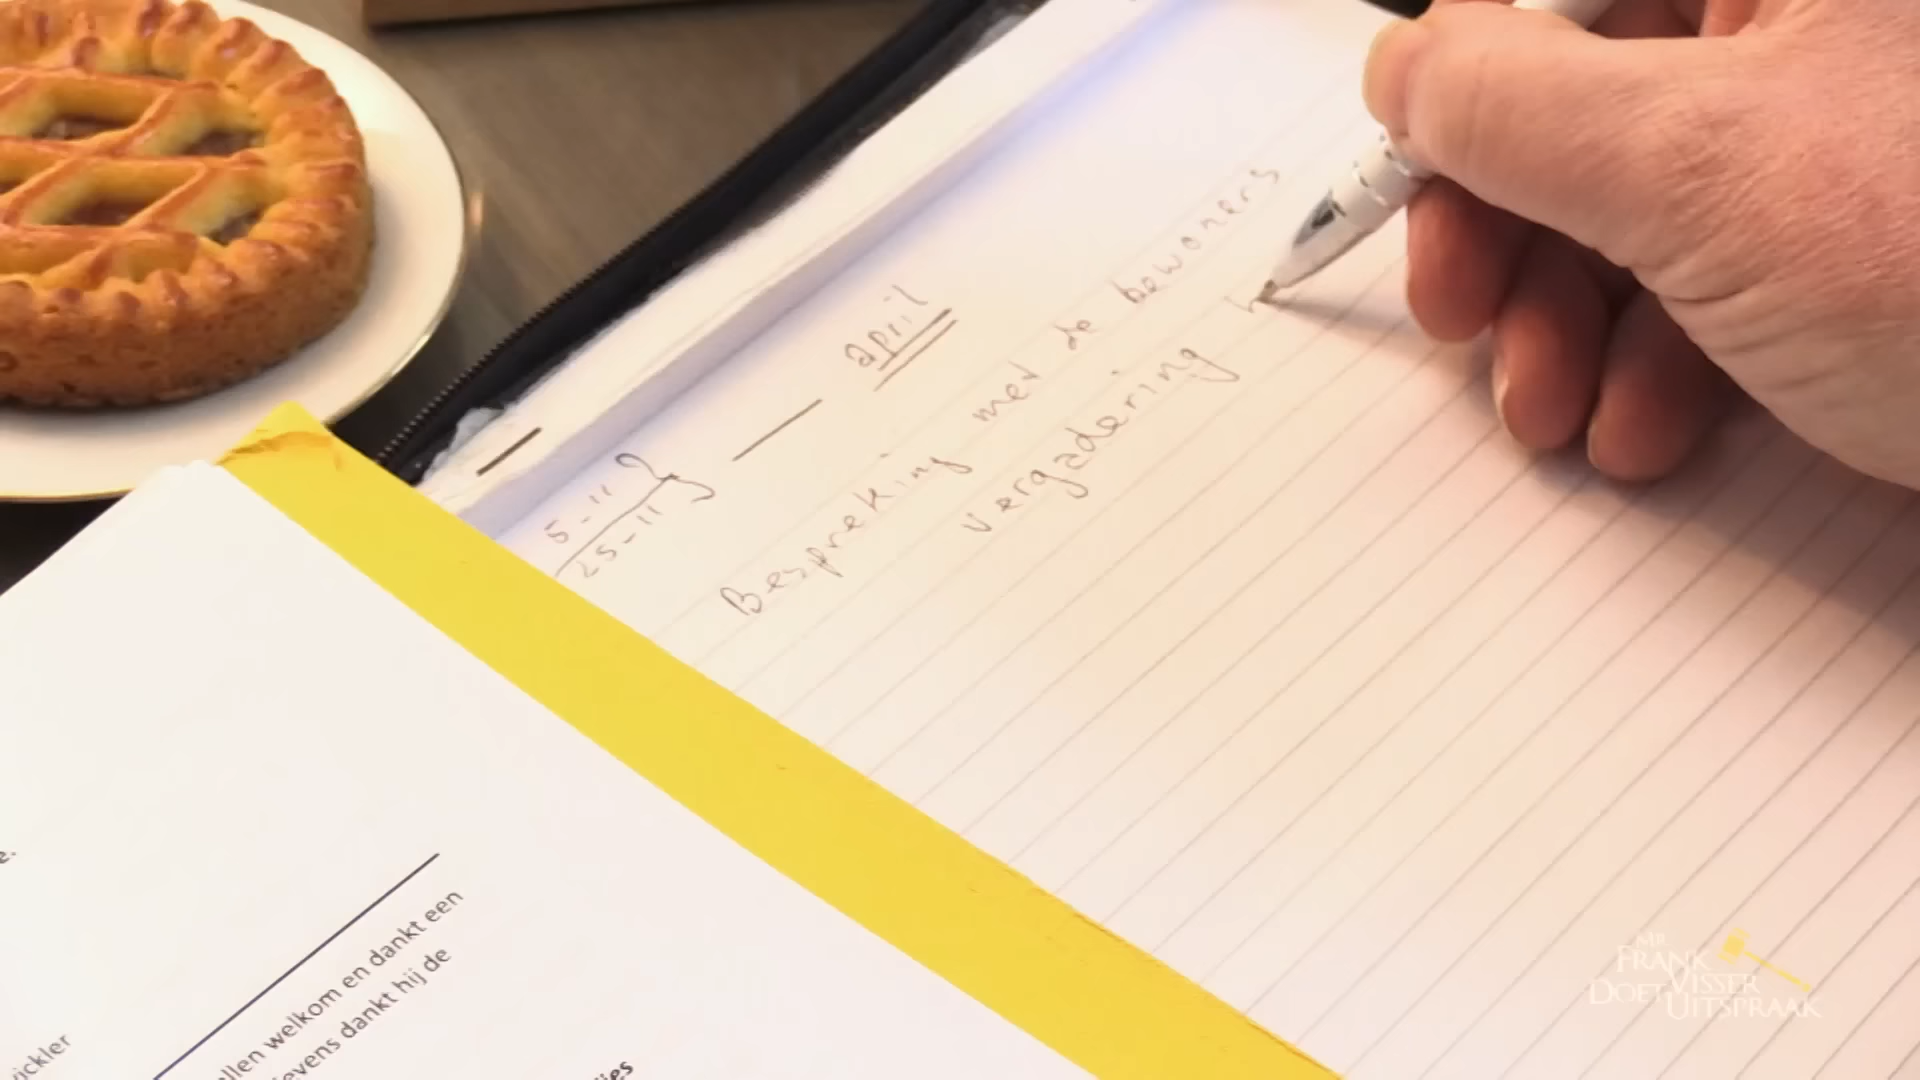 5-11
25-11
april
Bespreking met de bewoners
vergadering
e.
ellen welkom en dankt een
evens dankt hij de
MR.
FRANK
VISSER
DOET UITSPRAAK